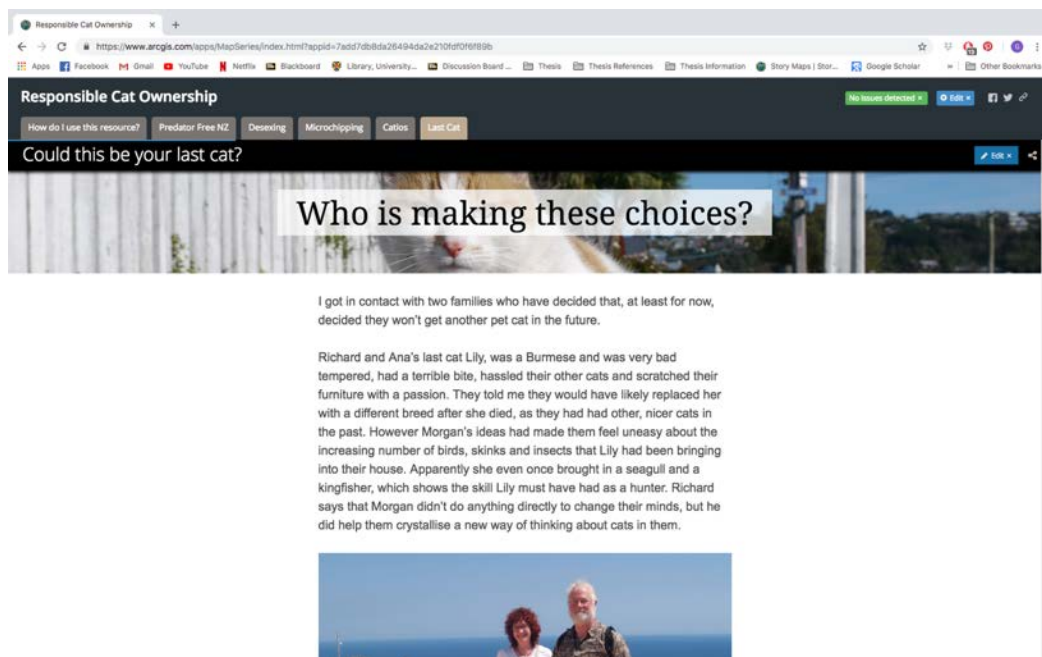 Responsible Cat Ownership
https://www.arcgis.com/apps/MapSeries/index.html?appid=7add7db8da26494da2e210fdf0f6f89b
Apps Facebook Gmail YouTube Netflix Blackboard Library, University... Discussion Board ... Thesis Thesis References Thesis Information Story Maps | Stor... Google Scholar » Other Bookmarks
Responsible Cat Ownership
No issues detected × Edit ×
How do I use this resource? Predator Free NZ Desexing Microchipping Catios Last Cat
Could this be your last cat?
Edit ×
Who is making these choices?
I got in contact with two families who have decided that, at least for now,
decided they won't get another pet cat in the future.
Richard and Ana's last cat Lily, was a Burmese and was very bad
tempered, had a terrible bite, hassled their other cats and scratched their
furniture with a passion. They told me they would have likely replaced her
with a different breed after she died, as they had had other, nicer cats in
the past. However Morgan's ideas had made them feel uneasy about the
increasing number of birds, skinks and insects that Lily had been bringing
into their house. Apparently she even once brought in a seagull and a
kingfisher, which shows the skill Lily must have had as a hunter. Richard
says that Morgan didn't do anything directly to change their minds, but he
did help them crystallise a new way of thinking about cats in them.